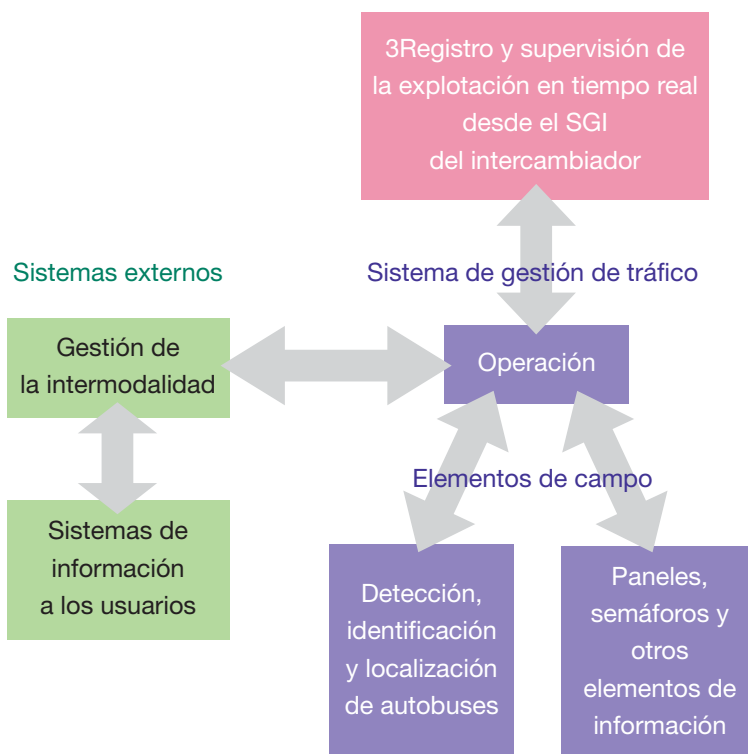 3Registro y supervisión de
la explotación en tiempo real
desde el SGI
del intercambiador
Sistemas externos
Sistema de gestión de tráfico
Gestión de
la intermodalidad
Operación
Elementos de campo
Sistemas de
información
a los usuarios
Detección,
identificación
y localización
de autobuses
Paneles,
semáforos y
otros
elementos de
información